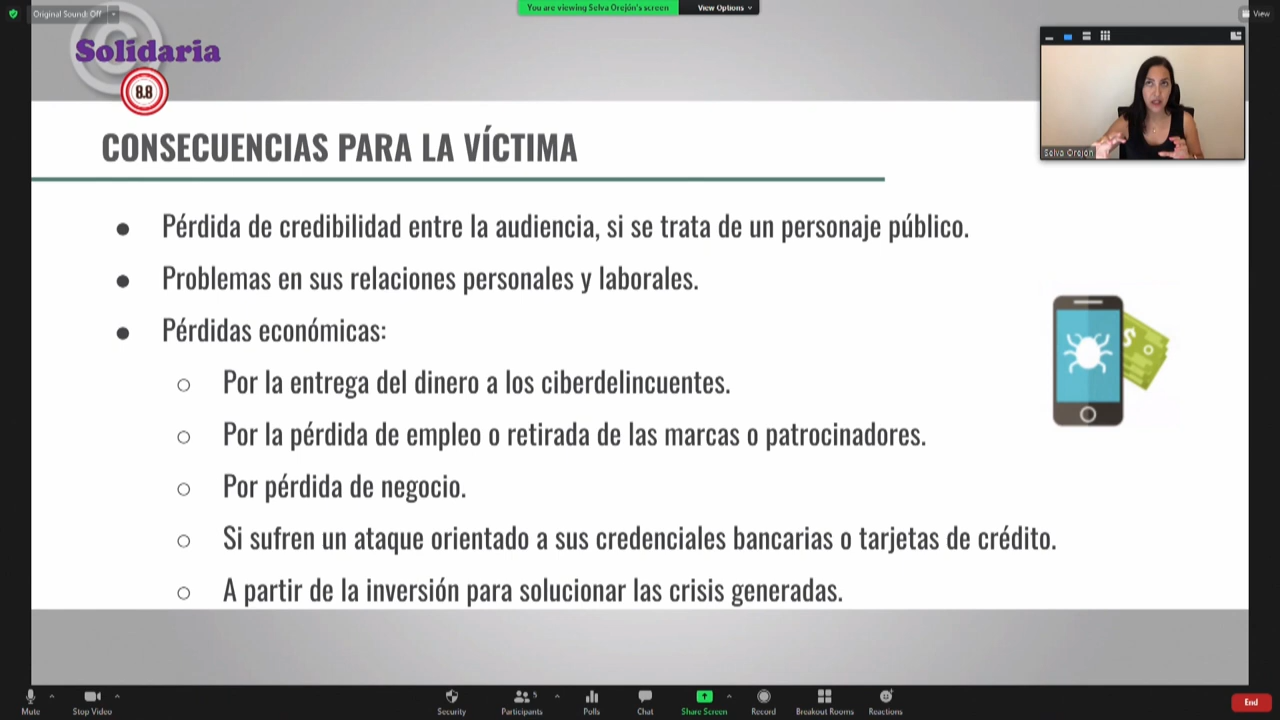 Original Sound: Off
You are viewing Selva Orejón's screen
View Options
View
Solidaria
8.8
Selva Orejón
CONSECUENCIAS PARA LA VÍCTIMA
Pérdida de credibilidad entre la audiencia, si se trata de un personaje público.
Problemas en sus relaciones personales y laborales.
Pérdidas económicas:
Por la entrega del dinero a los ciberdelincuentes.
Por la pérdida de empleo o retirada de las marcas o patrocinadores.
Por pérdida de negocio.
Si sufren un ataque orientado a sus credenciales bancarias o tarjetas de crédito.
A partir de la inversión para solucionar las crisis generadas.
$
Mute
Stop Video
Security
Participants
5
Polls
Chat
Share Screen
Record
Breakout Rooms
Reactions
End